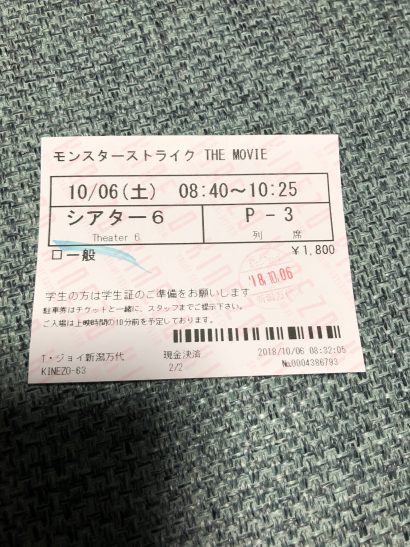 モンスターストライク THE MOVIE
10/06(土) 08:40～10:25
シアター6 P - 3
Theater 6 列 席
口一般 ¥1,800
'18.10.06
学生の方は学生証のご準備をお願いします
駐車券はチケットと一緒に、スタッフまでご提示下さい。
ご入場は上映時間の10分前を予定しております。
T・ジョイ新潟万代 現金決済 2018/10/06 08:32:05
KINEZO-63 2/2 №0004386793